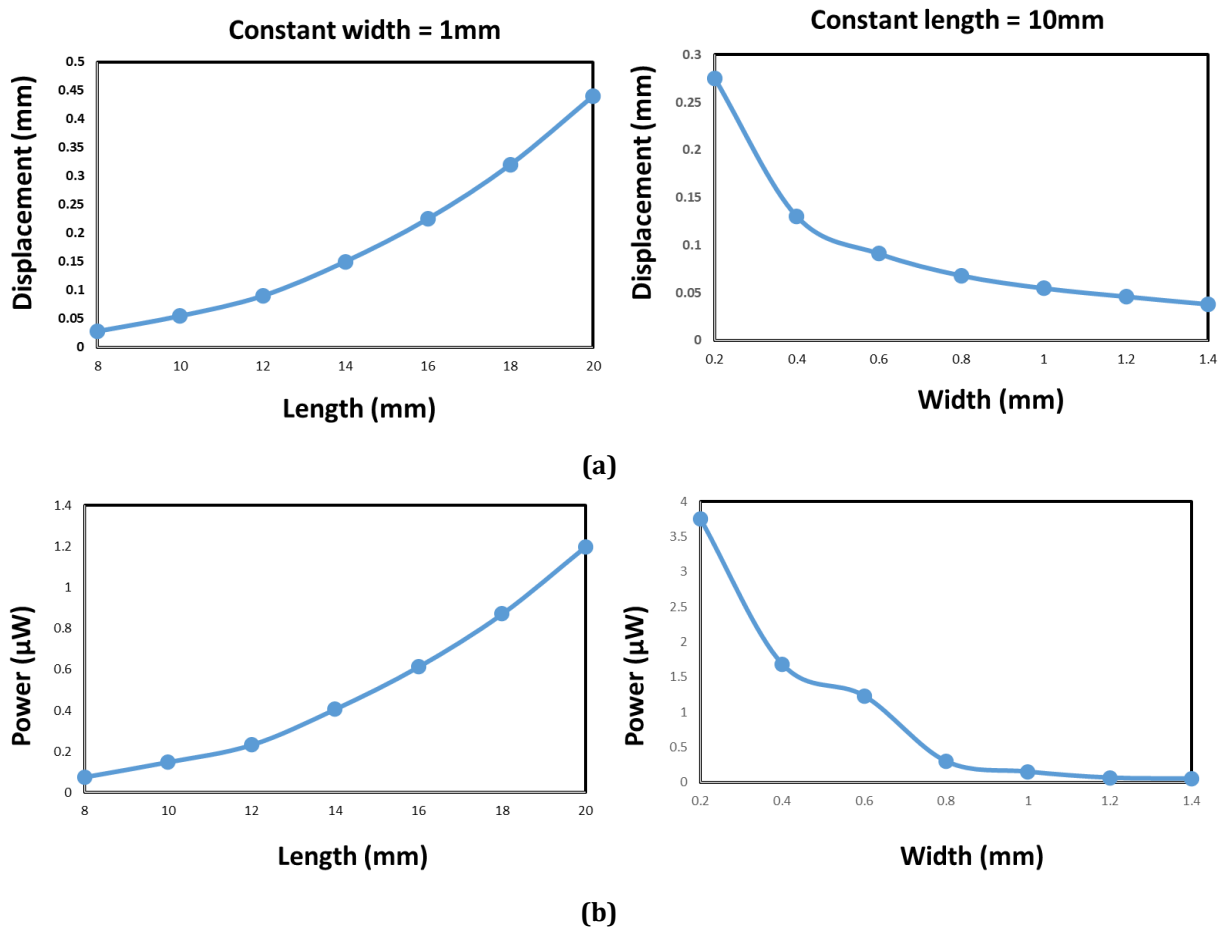 Constant width = 1mm
Displacement (mm)
0.5
0.45
0.4
0.35
0.3
0.25
0.2
0.15
0.1
0.05
0
8 10 12 14 16 18 20
Length (mm)
Constant length = 10mm
Displacement (mm)
0.3
0.25
0.2
0.15
0.1
0.05
0
0.2 0.4 0.6 0.8 1 1.2 1.4
Width (mm)
(a)
Power (µW)
1.4
1.2
1
0.8
0.6
0.4
0.2
0
8 10 12 14 16 18 20
Length (mm)
Power (µW)
4
3.5
3
2.5
2
1.5
1
0.5
0
0.2 0.4 0.6 0.8 1 1.2 1.4
Width (mm)
(b)